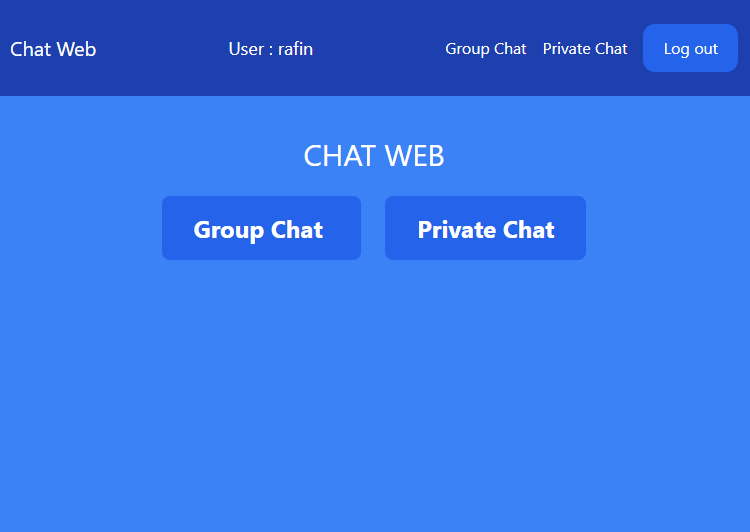 Chat Web
User : rafin
Group Chat
Private Chat
Log out
CHAT WEB
Group Chat
Private Chat